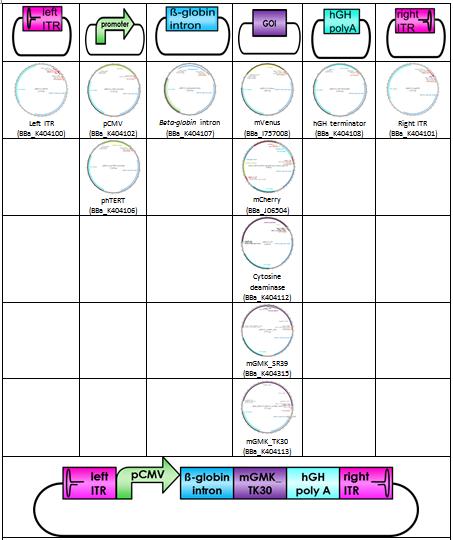 left
ITR
promoter
ß-globin
intron
GOI
hGH
polyA
right
ITR
Left ITR
(BBa_K404100)
pCMV
(BBa_K404102)
Beta-globin intron
(BBa_K404107)
mVenus
(BBa_I757008)
hGH terminator
(BBa_K404108)
Right ITR
(BBa_K404101)
phTERT
(BBa_K404106)
mCherry
(BBa_J06504)
Cytosine
deaminase
(BBa_K404112)
mGMK_SR39
(BBa_K404315)
mGMK_TK30
(BBa_K404113)
left
ITR
pCMV
ß-globin
intron
mGMK_
TK30
hGH
poly A
right
ITR